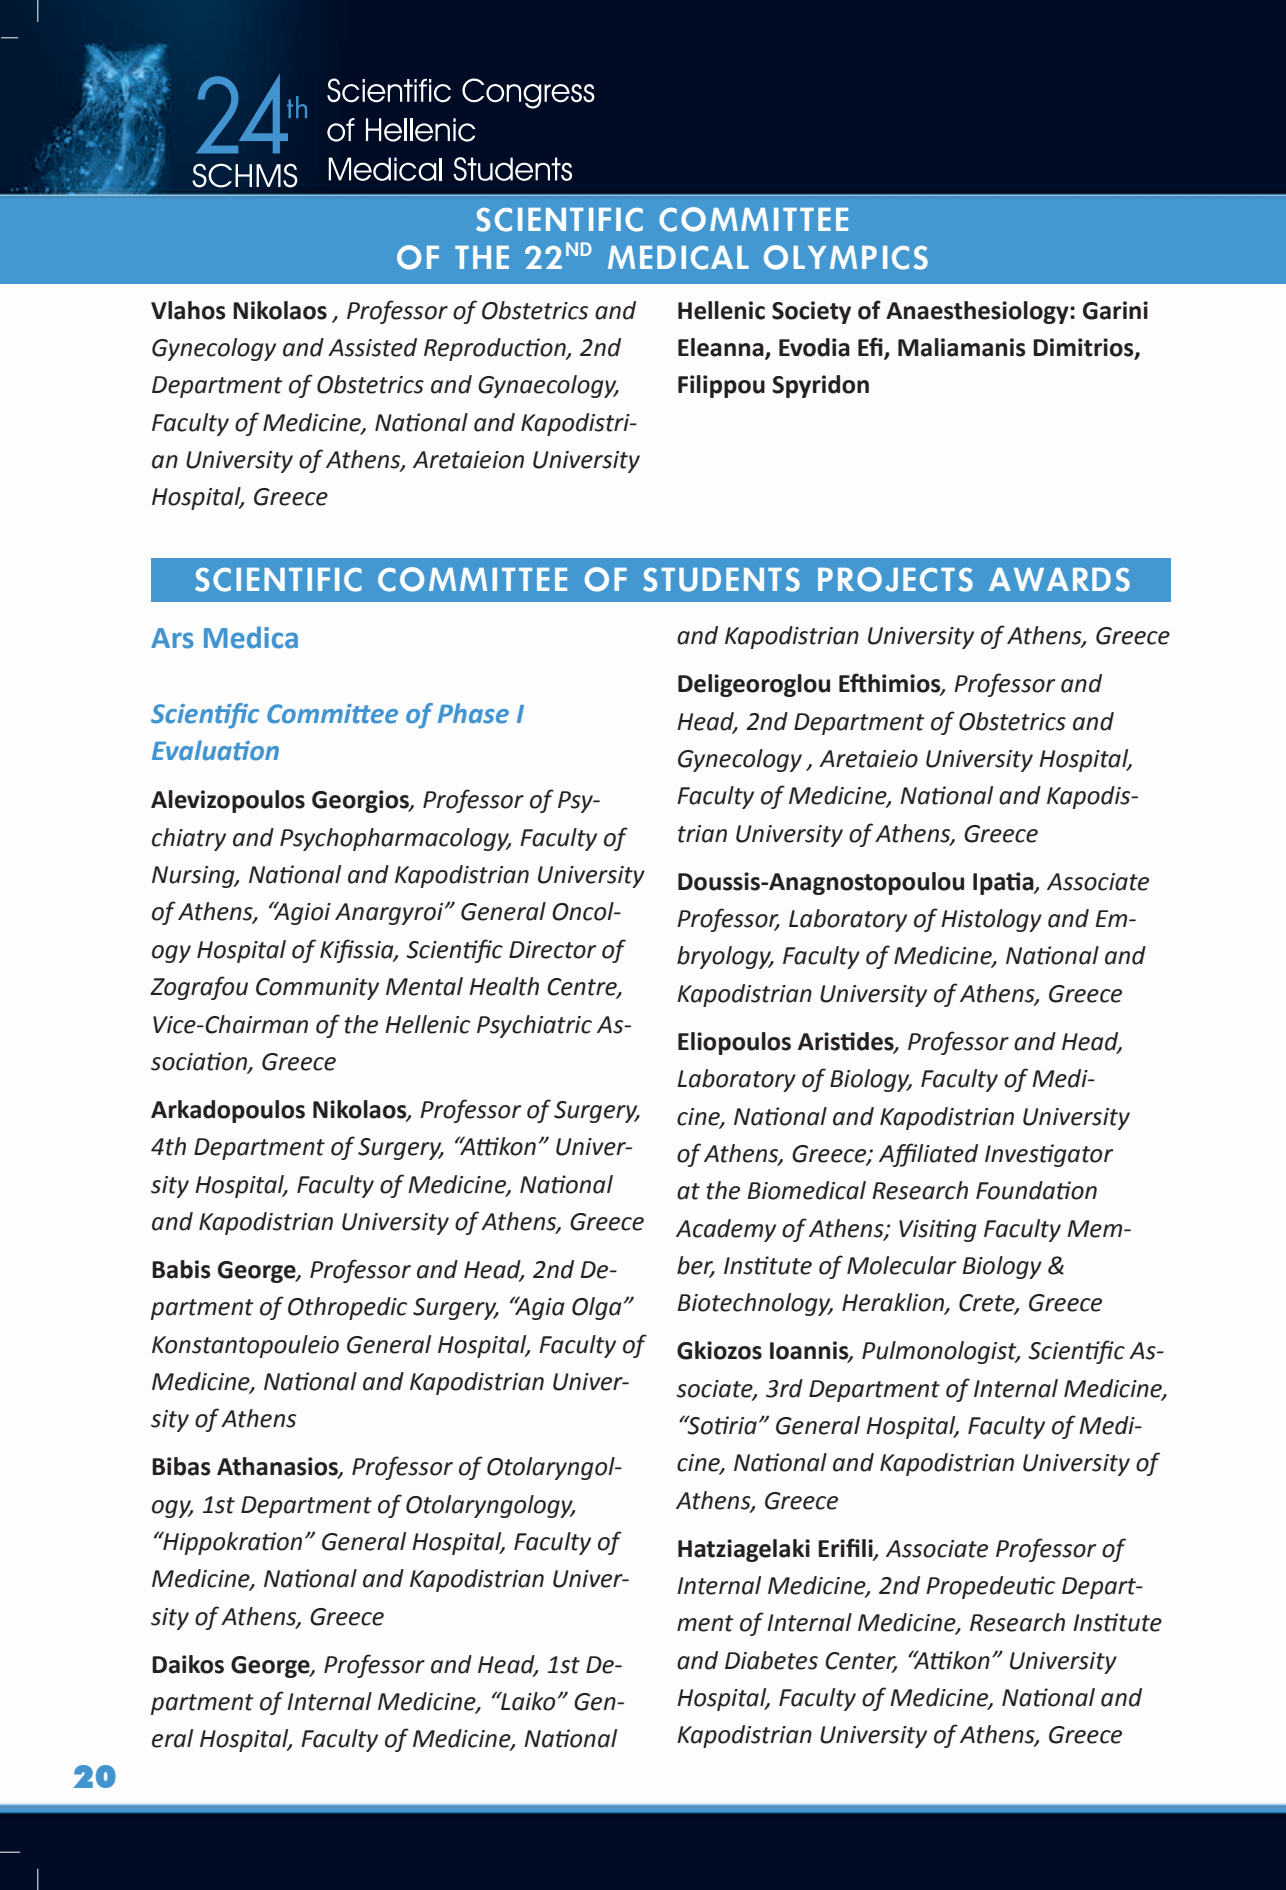 24th
SCHMS
Scientific Congress
of Hellenic
Medical Students
SCIENTIFIC COMMITTEE
OF THE 22ND MEDICAL OLYMPICS
Vlahos Nikolaos , Professor of Obstetrics and
Gynecology and Assisted Reproduction, 2nd
Department of Obstetrics and Gynaecology,
Faculty of Medicine, National and Kapodistri-
an University of Athens, Aretaieion University
Hospital, Greece
Hellenic Society of Anaesthesiology: Garini
Eleanna, Evodia Efi, Maliamanis Dimitrios,
Filippou Spyridon
SCIENTIFIC COMMITTEE OF STUDENTS PROJECTS AWARDS
Ars Medica
Scientific Committee of Phase I
Evaluation
Alevizopoulos Georgios, Professor of Psy-
chiatry and Psychopharmacology, Faculty of
Nursing, National and Kapodistrian University
of Athens, “Agioi Anargyroi” General Oncol-
ogy Hospital of Kifissia, Scientific Director of
Zografou Community Mental Health Centre,
Vice-Chairman of the Hellenic Psychiatric As-
sociation, Greece
Arkadopoulos Nikolaos, Professor of Surgery,
4th Department of Surgery, “Attikon” Univer-
sity Hospital, Faculty of Medicine, National
and Kapodistrian University of Athens, Greece
Babis George, Professor and Head, 2nd De-
partment of Othropedic Surgery, “Agia Olga”
Konstantopouleio General Hospital, Faculty of
Medicine, National and Kapodistrian Univer-
sity of Athens
Bibas Athanasios, Professor of Otolaryngol-
ogy, 1st Department of Otolaryngology,
“Hippokration” General Hospital, Faculty of
Medicine, National and Kapodistrian Univer-
sity of Athens, Greece
Daikos George, Professor and Head, 1st De-
partment of Internal Medicine, “Laiko” Gen-
eral Hospital, Faculty of Medicine, National
and Kapodistrian University of Athens, Greece
Deligeoroglou Efthimios, Professor and
Head, 2nd Department of Obstetrics and
Gynecology , Aretaieio University Hospital,
Faculty of Medicine, National and Kapodis-
trian University of Athens, Greece
Doussis-Anagnostopoulou Ipatia, Associate
Professor, Laboratory of Histology and Em-
bryology, Faculty of Medicine, National and
Kapodistrian University of Athens, Greece
Eliopoulos Aristides, Professor and Head,
Laboratory of Biology, Faculty of Medi-
cine, National and Kapodistrian University
of Athens, Greece; Affiliated Investigator
at the Biomedical Research Foundation
Academy of Athens; Visiting Faculty Mem-
ber, Institute of Molecular Biology &
Biotechnology, Heraklion, Crete, Greece
Gkiozos Ioannis, Pulmonologist, Scientific As-
sociate, 3rd Department of Internal Medicine,
“Sotiria” General Hospital, Faculty of Medi-
cine, National and Kapodistrian University of
Athens, Greece
Hatziagelaki Erifili, Associate Professor of
Internal Medicine, 2nd Propedeutic Depart-
ment of Internal Medicine, Research Institute
and Diabetes Center, “Attikon” University
Hospital, Faculty of Medicine, National and
Kapodistrian University of Athens, Greece
20